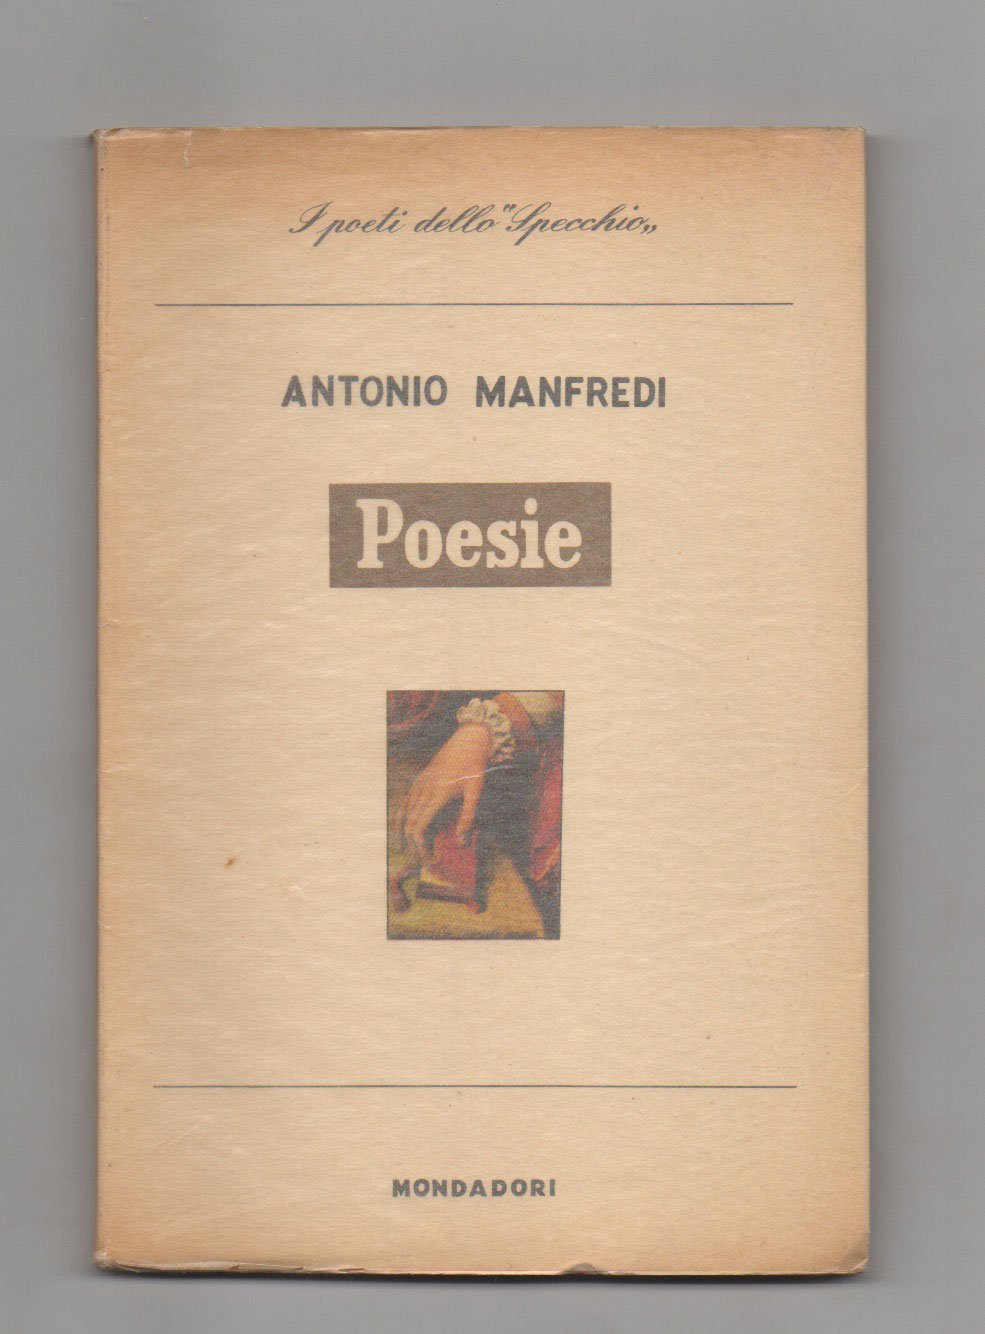 I poeti dello "Specchio„
ANTONIO MANFREDI
Poesie
MONDADORI